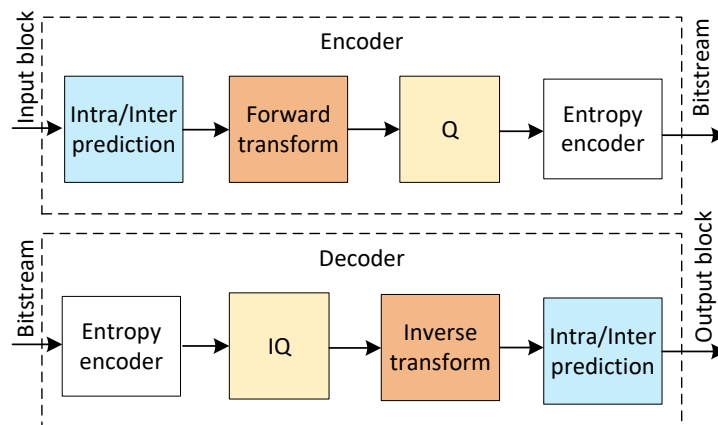 Encoder
Input block
Intra/Inter
prediction
Forward
transform
Q
Entropy
encoder
Bitstream
Decoder
Bitstream
Entropy
encoder
IQ
Inverse
transform
Intra/Inter
prediction
Output block